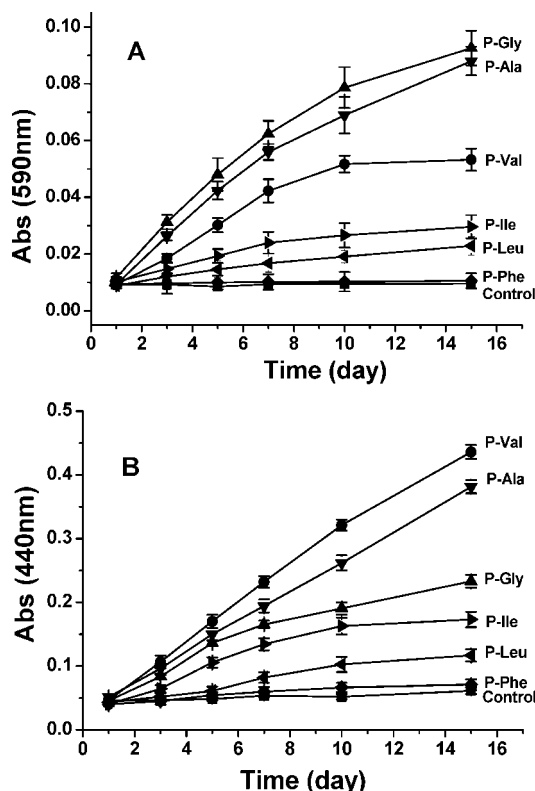 A
Abs (590nm)
0.10
0.08
0.06
0.04
0.02
0.00
P-Gly
P-Ala
P-Val
P-Ile
P-Leu
P-Phe
Control
0 2 4 6 8 10 12 14 16
Time (day)
B
Abs (440nm)
0.5
0.4
0.3
0.2
0.1
0.0
P-Val
P-Ala
P-Gly
P-Ile
P-Leu
P-Phe
Control
0 2 4 6 8 10 12 14 16
Time (day)